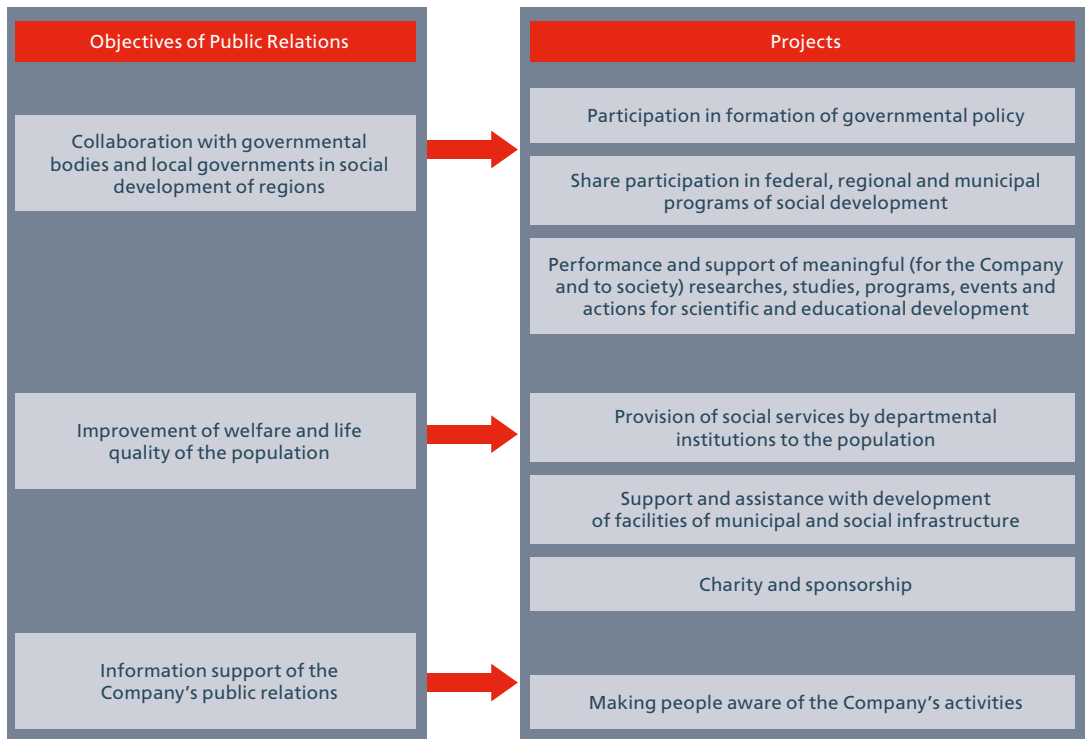 Objectives of Public Relations
Projects
Collaboration with governmental
bodies and local governments in social
development of regions
Participation in formation of governmental policy
Share participation in federal, regional and municipal
programs of social development
Performance and support of meaningful (for the Company
and to society) researches, studies, programs, events and
actions for scientific and educational development
Improvement of welfare and life
quality of the population
Provision of social services by departmental
institutions to the population
Support and assistance with development
of facilities of municipal and social infrastructure
Charity and sponsorship
Information support of the
Company's public relations
Making people aware of the Company's activities